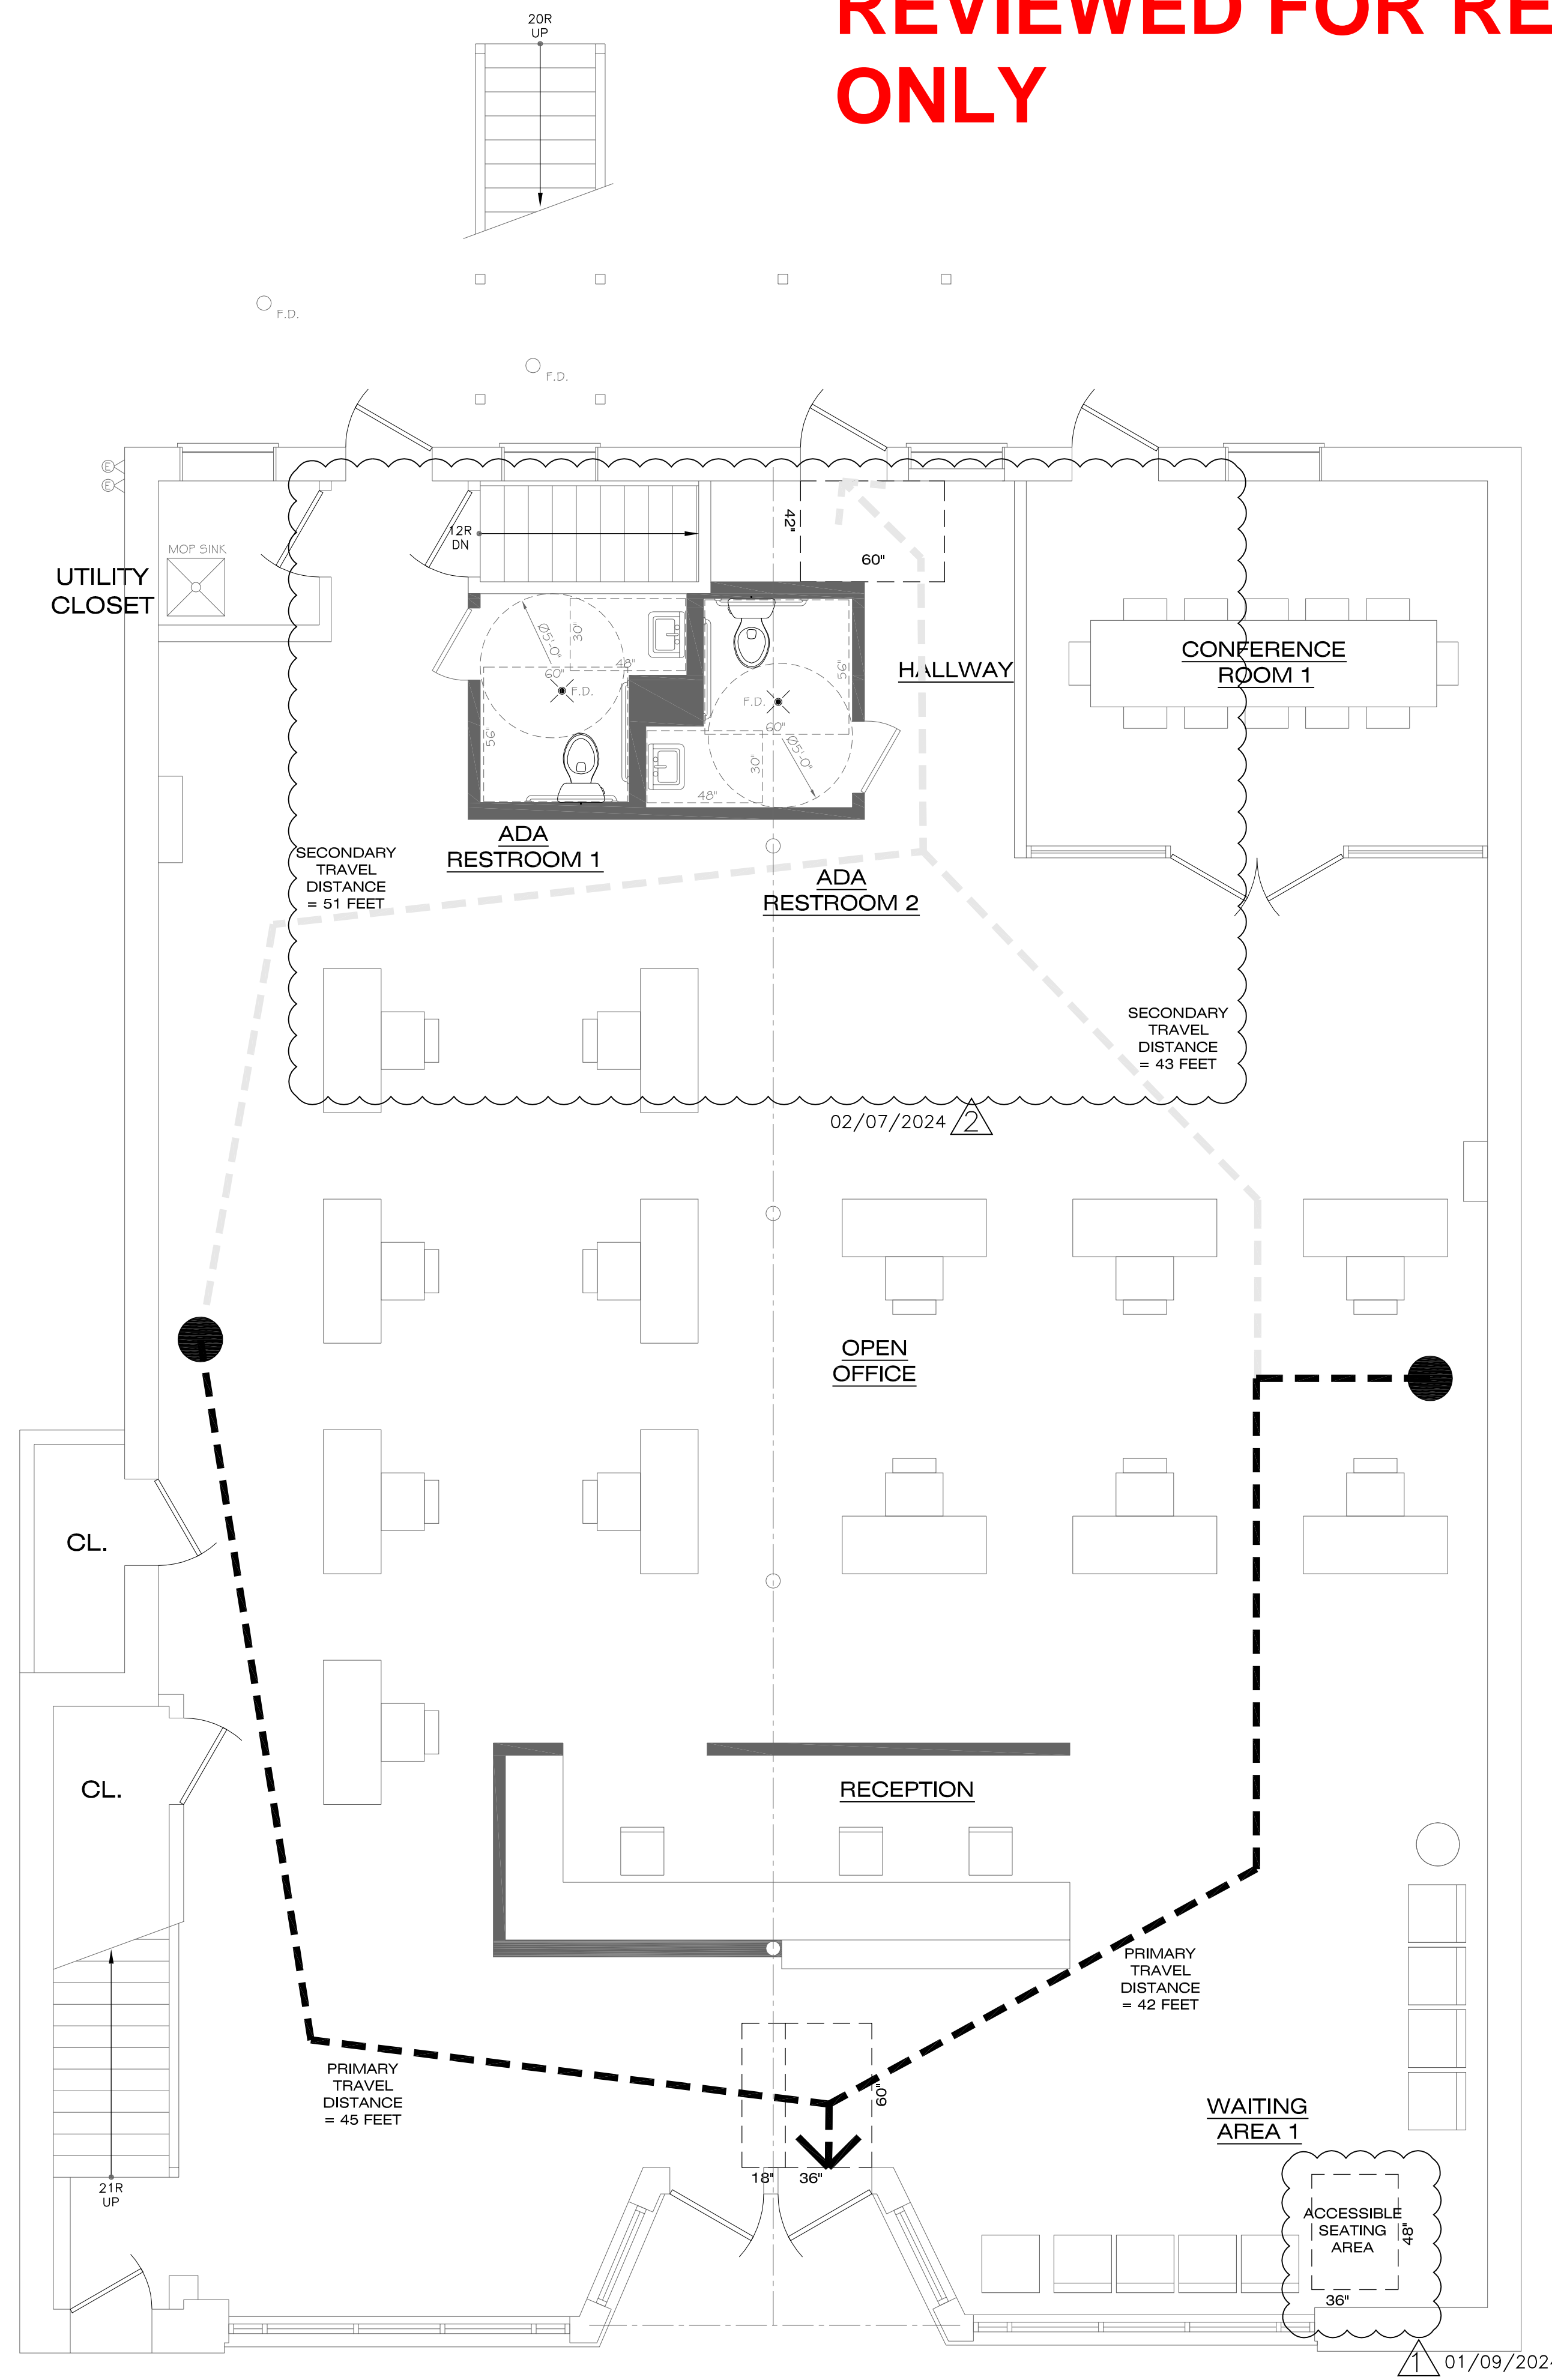 REVIEWED FOR RE
ONLY
20R
UP
F.D.
F.D.
E
E
MOP SINK
UTILITY
CLOSET
12R
DN
42"
60"
Ø5'-0"
30"
48"
60"
F.D.
56"
56"
F.D.
60"
Ø5'-0"
30"
48"
HALLWAY
CONFERENCE
ROOM 1
ADA
RESTROOM 1
ADA
RESTROOM 2
SECONDARY
TRAVEL
DISTANCE
= 51 FEET
SECONDARY
TRAVEL
DISTANCE
= 43 FEET
02/07/2024 2
OPEN
OFFICE
CL.
CL.
RECEPTION
PRIMARY
TRAVEL
DISTANCE
= 42 FEET
PRIMARY
TRAVEL
DISTANCE
= 45 FEET
60"
18" 36"
WAITING
AREA 1
21R
UP
ACCESSIBLE
SEATING
AREA
48"
36"
1 01/09/2024